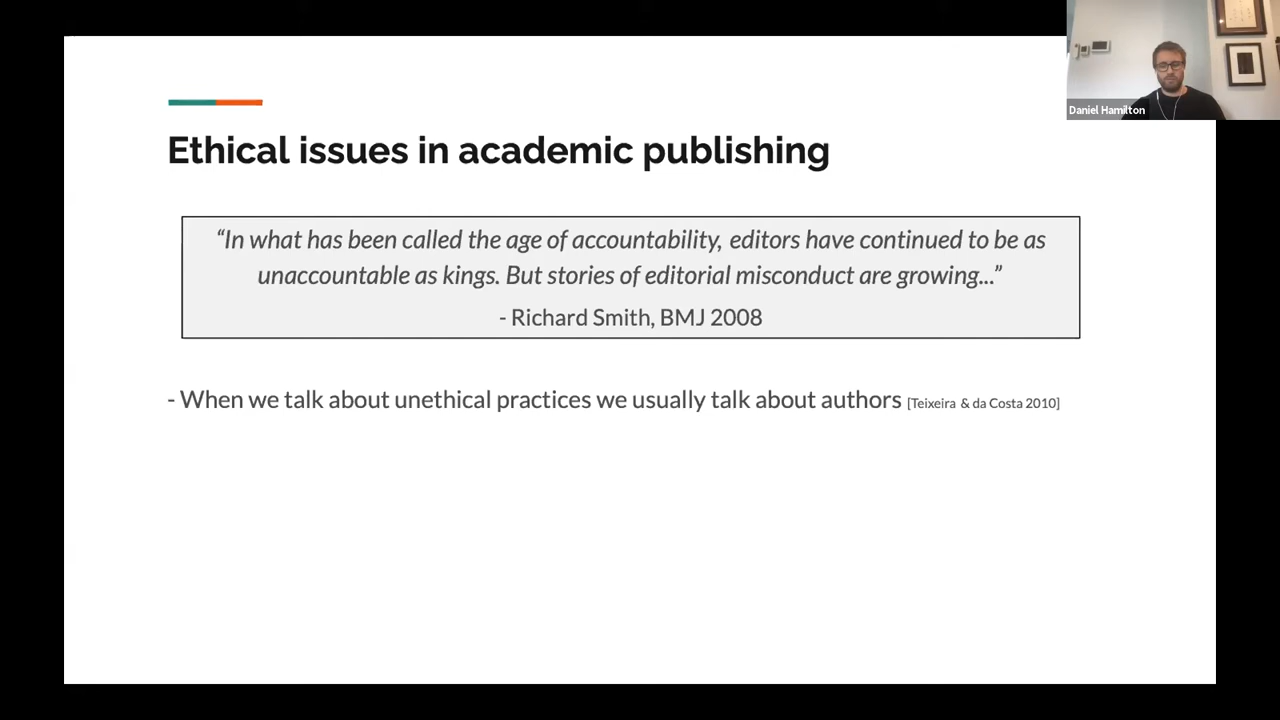 Daniel Hamilton
Ethical issues in academic publishing
“In what has been called the age of accountability, editors have continued to be as
unaccountable as kings. But stories of editorial misconduct are growing...”
- Richard Smith, BMJ 2008
- When we talk about unethical practices we usually talk about authors [Teixeira & da Costa 2010]